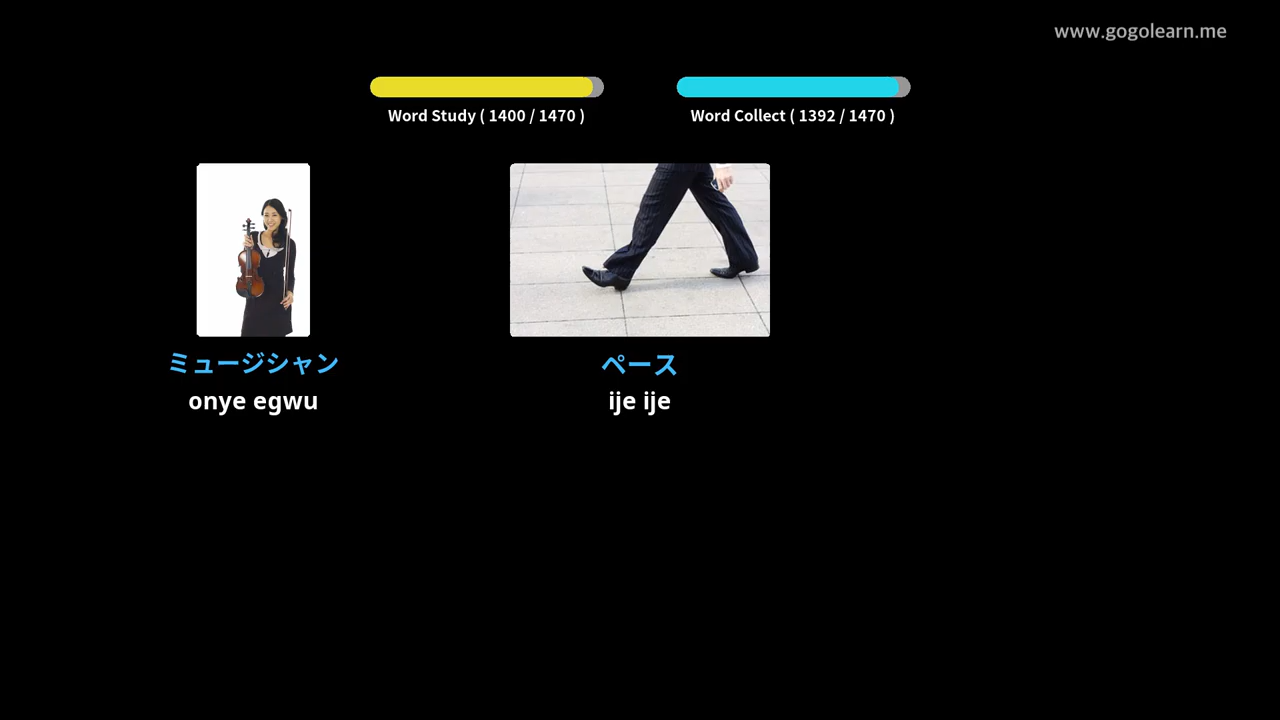 www.gogolearn.me
Word Study ( 1400 / 1470 )
Word Collect ( 1392 / 1470 )
ミュージシャン
onye egwu
ペース
ije ije